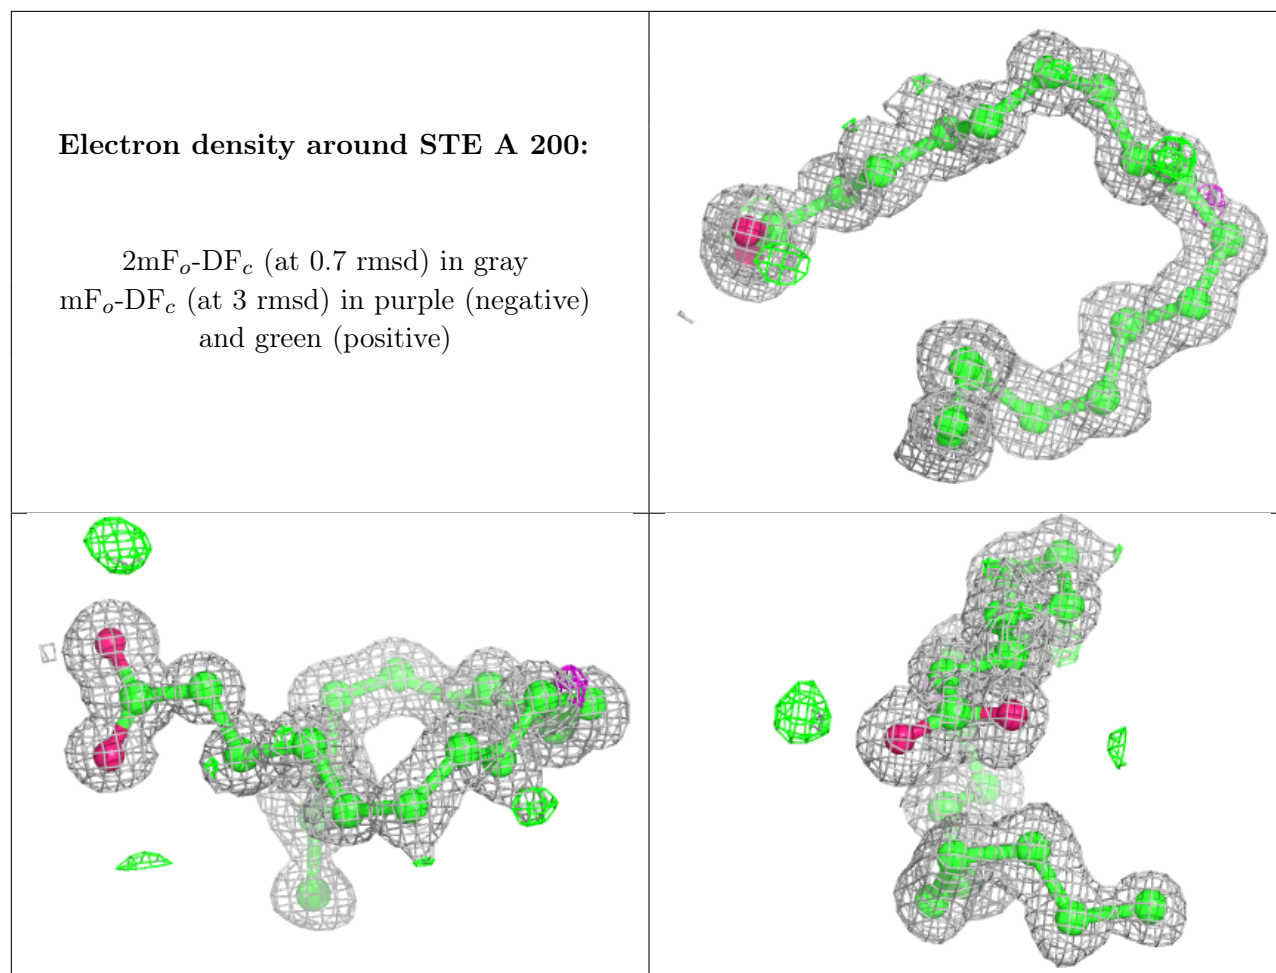 Electron density around STE A 200:
2mFo-DFc (at 0.7 rmsd) in gray
mFo-DFc (at 3 rmsd) in purple (negative)
and green (positive)